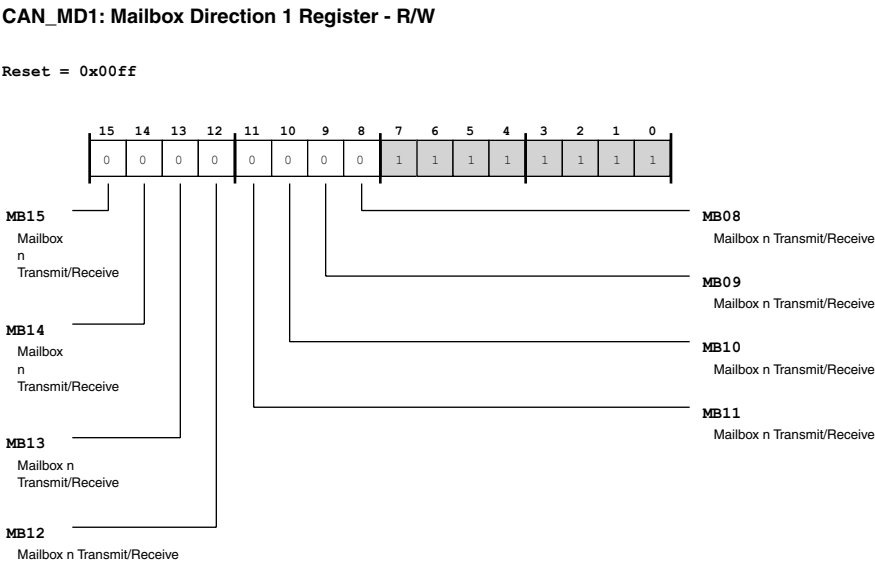 CAN_MD1: Mailbox Direction 1 Register - R/W
Reset = 0x00ff
15 14 13 12 11 10 9 8 7 6 5 4 3 2 1 0
0 0 0 0 0 0 0 0 1 1 1 1 1 1 1 1
MB15
Mailbox
n
Transmit/Receive
MB14
Mailbox
n
Transmit/Receive
MB13
Mailbox n
Transmit/Receive
MB12
Mailbox n Transmit/Receive
MB08
Mailbox n Transmit/Receive
MB09
Mailbox n Transmit/Receive
MB10
Mailbox n Transmit/Receive
MB11
Mailbox n Transmit/Receive